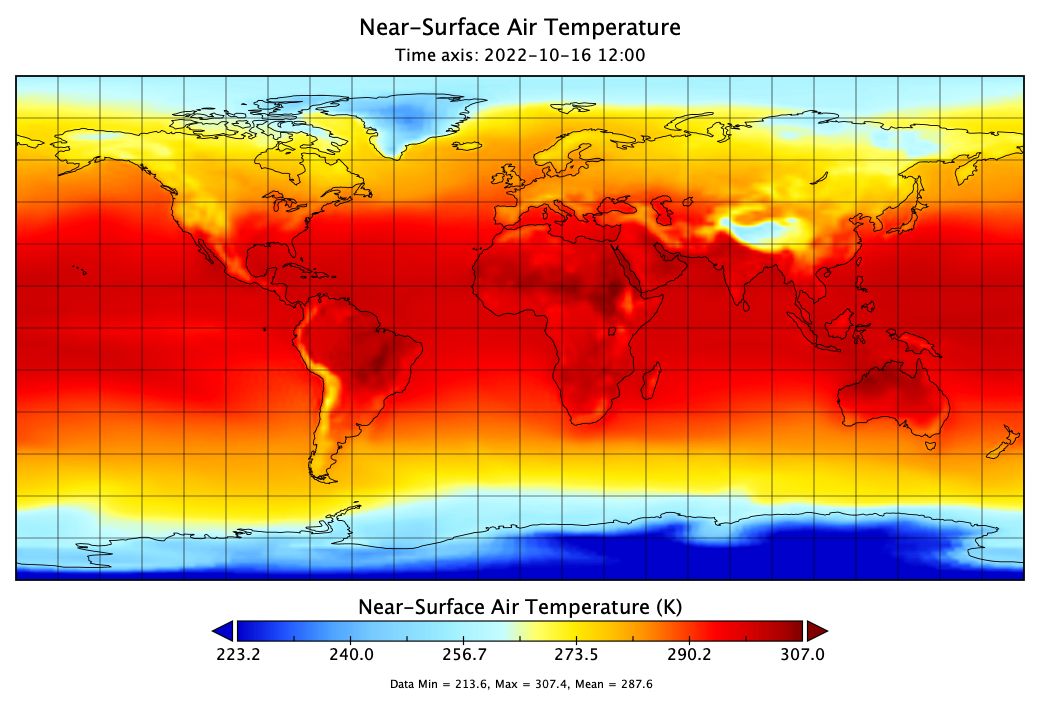 Near-Surface Air Temperature
Time axis: 2022-10-16 12:00
Near-Surface Air Temperature (K)
223.2 240.0 256.7 273.5 290.2 307.0
Data Min = 213.6, Max = 307.4, Mean = 287.6